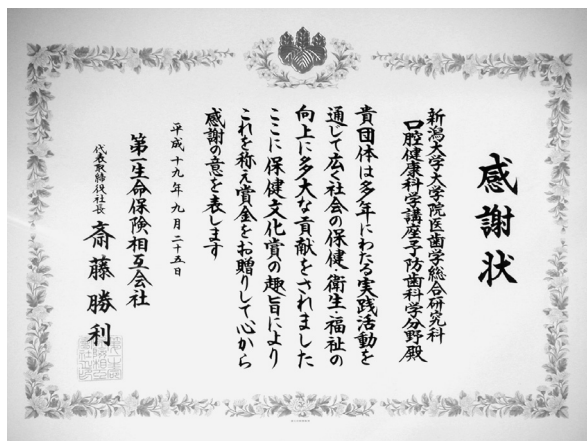 感謝状
新潟大学大学院医歯学総合研究科
口腔健康科学講座予防歯科学分野殿
貴団体は多年にわたる実践活動を
通じて広く社会の保健・衛生・福祉の
向上に多大な貢献をされました
ここに保健文化賞の趣旨により
これを称え賞金をお贈りして心から
感謝の意を表します
平成十九年九月二十五日
第一生命保険相互会社
代表取締役社長 斎藤勝利